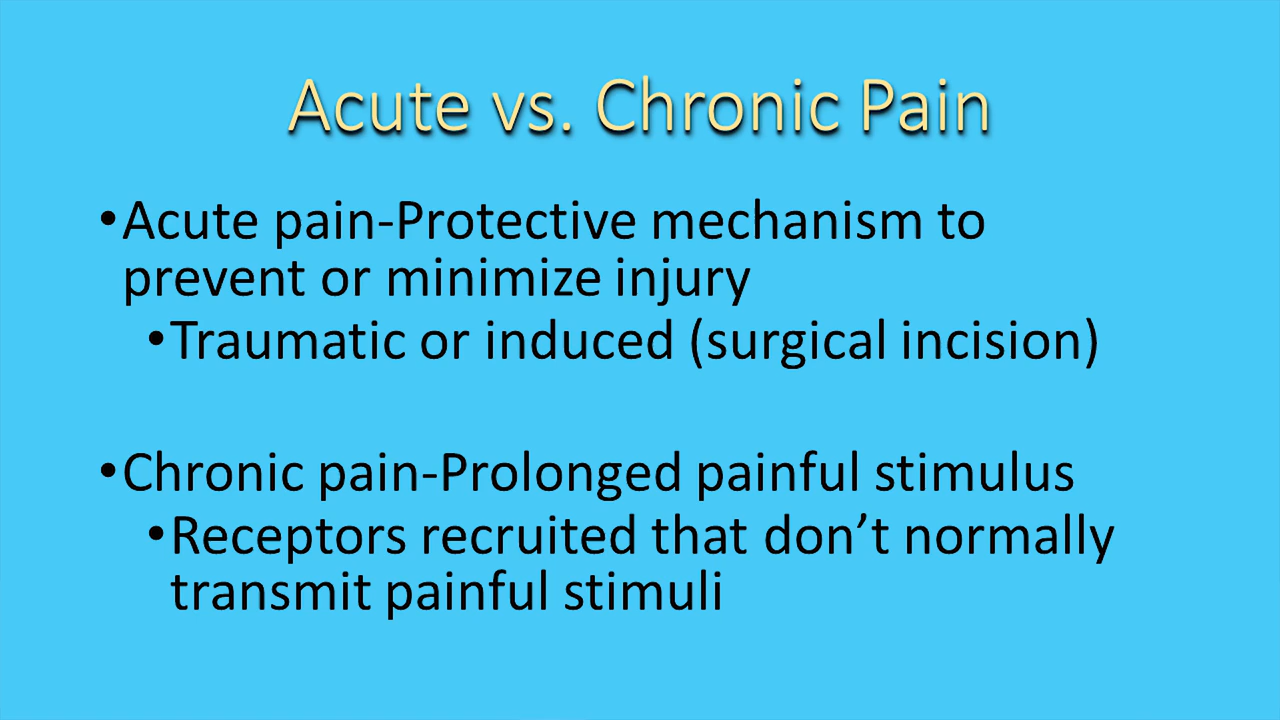 Acute vs. Chronic Pain
•Acute pain-Protective mechanism to
prevent or minimize injury
•Traumatic or induced (surgical incision)
•Chronic pain-Prolonged painful stimulus
•Receptors recruited that don’t normally
transmit painful stimuli